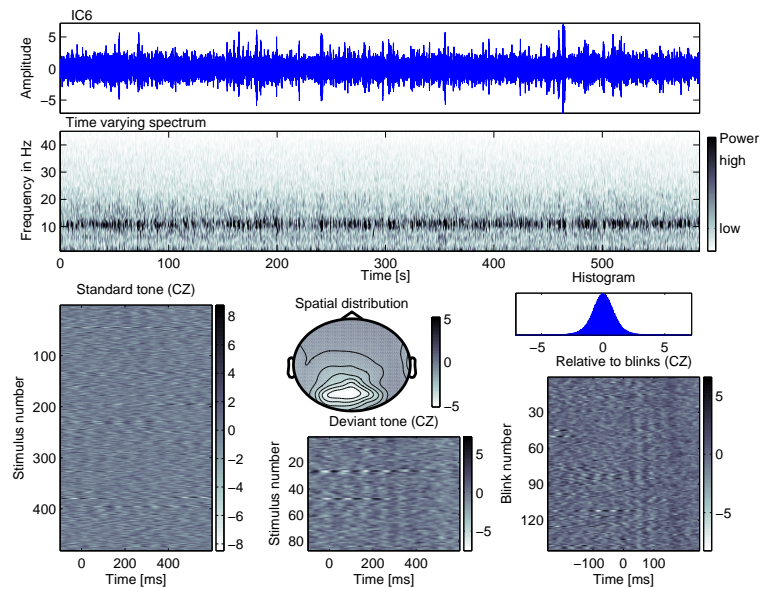 IC6
Amplitude
5
0
−5
Time varying spectrum
Frequency in Hz
40
30
20
10
Power
high
low
0 100 200 300 400 500
Time [s]
Standard tone (CZ)
Stimulus number
100
200
300
400
0 200 400
Time [ms]
8
6
4
2
0
−2
−4
−6
−8
Spatial distribution
5
0
−5
Deviant tone (CZ)
Stimulus number
20
40
60
80
0 200 400
Time [ms]
5
0
−5
Histogram
−5 0 5
Relative to blinks (CZ)
Blink number
30
60
90
120
−100 0 100
Time [ms]
5
0
−5